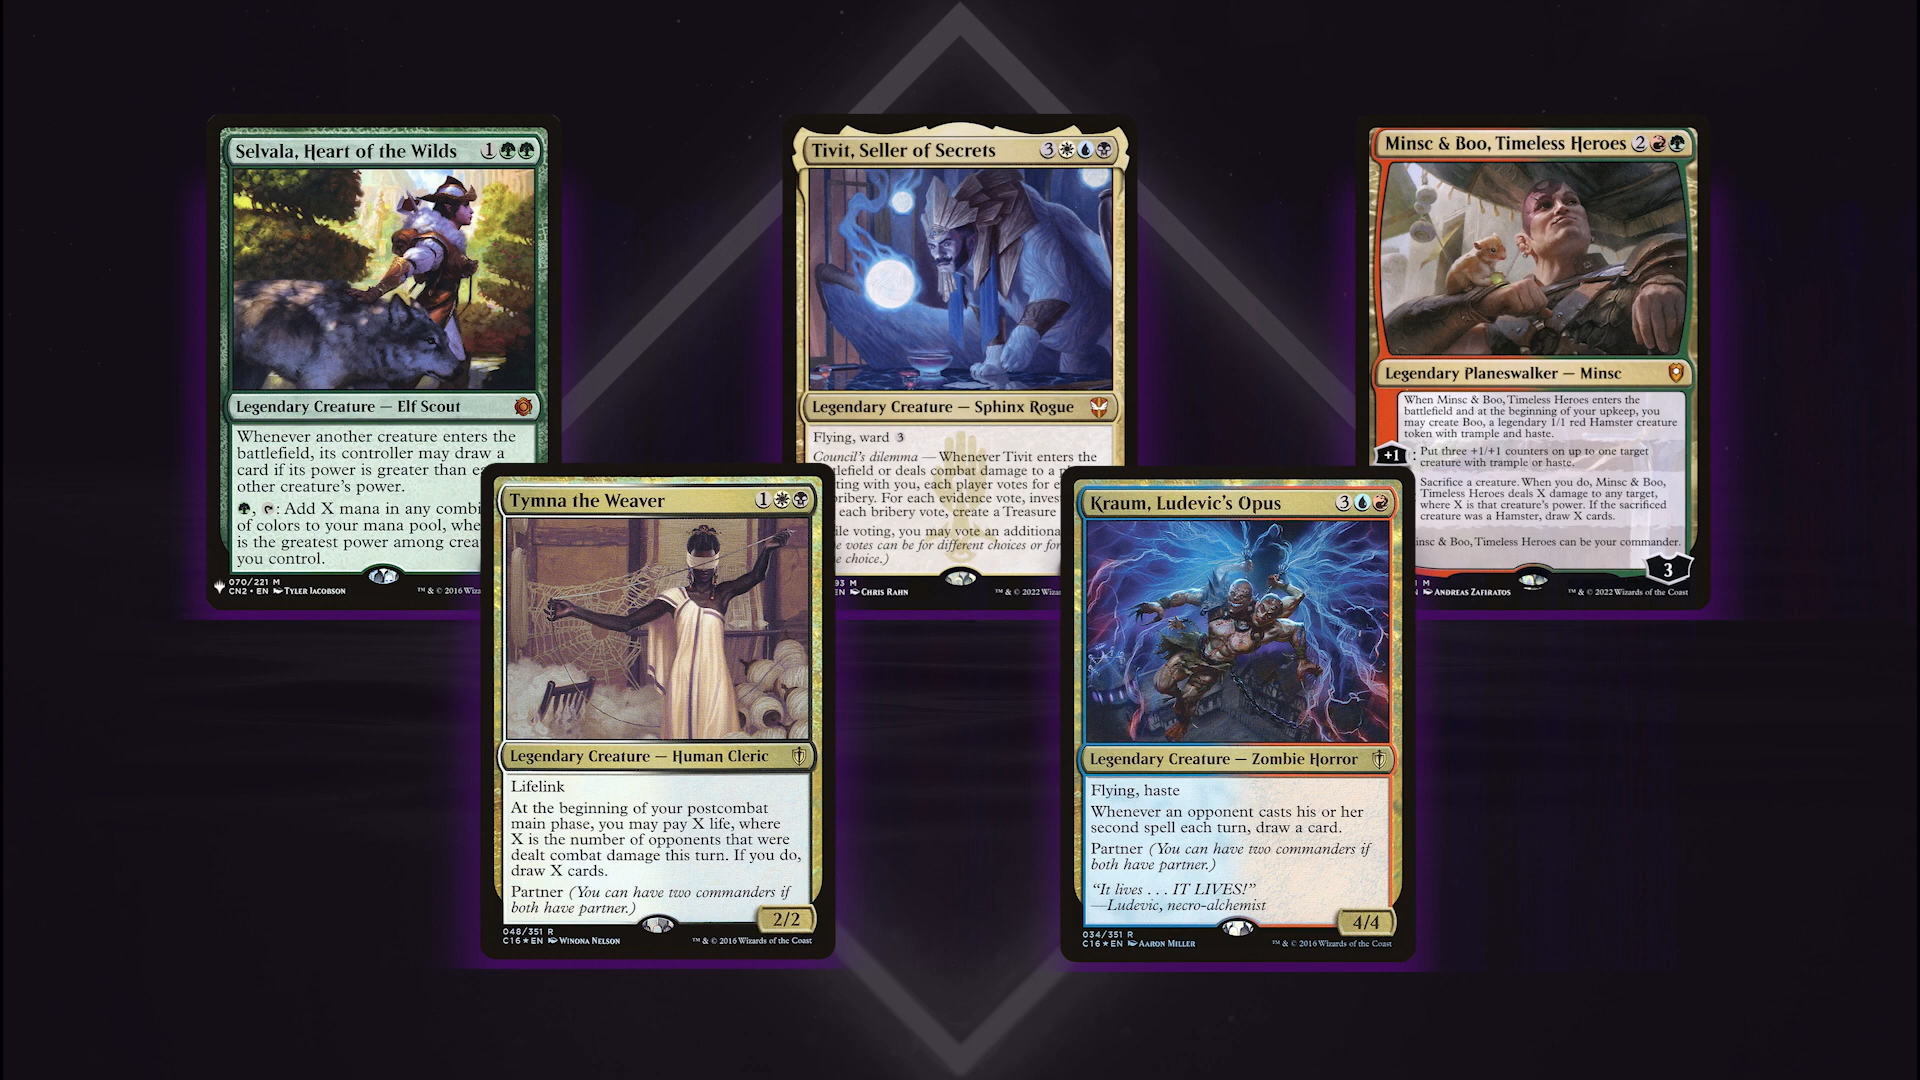 Selvala, Heart of the Wilds 1
Legendary Creature — Elf Scout
Whenever another creature enters the
battlefield, its controller may draw a
card if its power is greater than
other creature's power.
: Add X mana in any
of colors to your mana pool,
is the greatest power among
you control.
070/221 M
CN2 • EN Tyler Jacobson
™ & © 2016
Tivit, Seller of Secrets 3
Legendary Creature — Sphinx Rogue
Flying, ward 3
Council's dilemma — Whenever Tivit enters the
or deals combat damage to a
with you, each player votes for
For each evidence vote,
each bribery vote, create a Treasure
voting, you may vote an additional
votes can be for different choices or for
choice.)
M
Chris Rahn
™ & © 2022
Minsc & Boo, Timeless Heroes 2
Legendary Planeswalker — Minsc
When Minsc & Boo, Timeless Heroes enters the
battlefield and at the beginning of your upkeep, you
may create Boo, a legendary 1/1 red Hamster creature
token with trample and haste.
+1 : Put three +1/+1 counters on up to one target
creature with trample or haste.
Sacrifice a creature. When you do, Minsc & Boo,
Timeless Heroes deals X damage to any target,
where X is that creature's power. If the sacrificed
creature was a Hamster, draw X cards.
& Boo, Timeless Heroes can be your commander.
3
M
Andreas Zafiratos
™ & © 2022 Wizards of the Coast
Tymna the Weaver 1
Legendary Creature — Human Cleric
Lifelink
At the beginning of your postcombat
main phase, you may pay X life, where
X is the number of opponents that were
dealt combat damage this turn. If you do,
draw X cards.
Partner (You can have two commanders if
both have partner.)
2/2
048/351 R
C16 ★ EN Winona Nelson
™ & © 2016 Wizards of the Coast
Kraum, Ludevic's Opus 3
Legendary Creature — Zombie Horror
Flying, haste
Whenever an opponent casts his or her
second spell each turn, draw a card.
Partner (You can have two commanders if
both have partner.)
“It lives . . . IT LIVES!”
—Ludevic, necro-alchemist
4/4
034/351 R
C16 ★ EN Aaron Miller
™ & © 2016 Wizards of the Coast